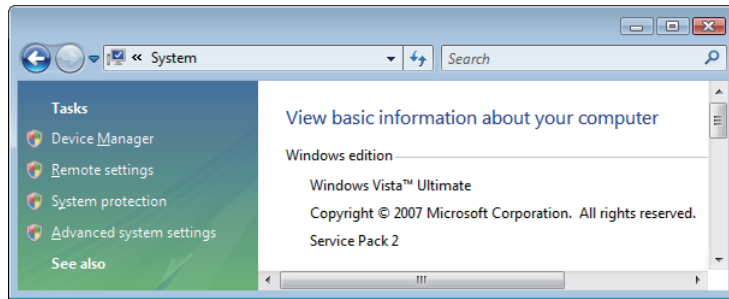 « System
Search
Tasks
Device Manager
Remote settings
System protection
Advanced system settings
See also
View basic information about your computer
Windows edition
Windows Vista™ Ultimate
Copyright © 2007 Microsoft Corporation. All rights reserved.
Service Pack 2